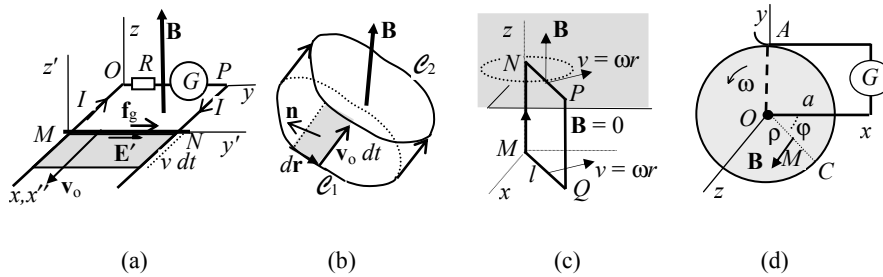 z
B
z'
O
R
G
P
y
I
I
f_g
M
N
y'
E'
v dt
x,x''
v_o
(a)
B
C_2
n
v_o dt
dr
C_1
(b)
z
B
N
v = ωr
P
B = 0
M
x
l
v = ωr
Q
(c)
y
A
G
ω
a
O
x
ρ
φ
B
M
z
C
(d)